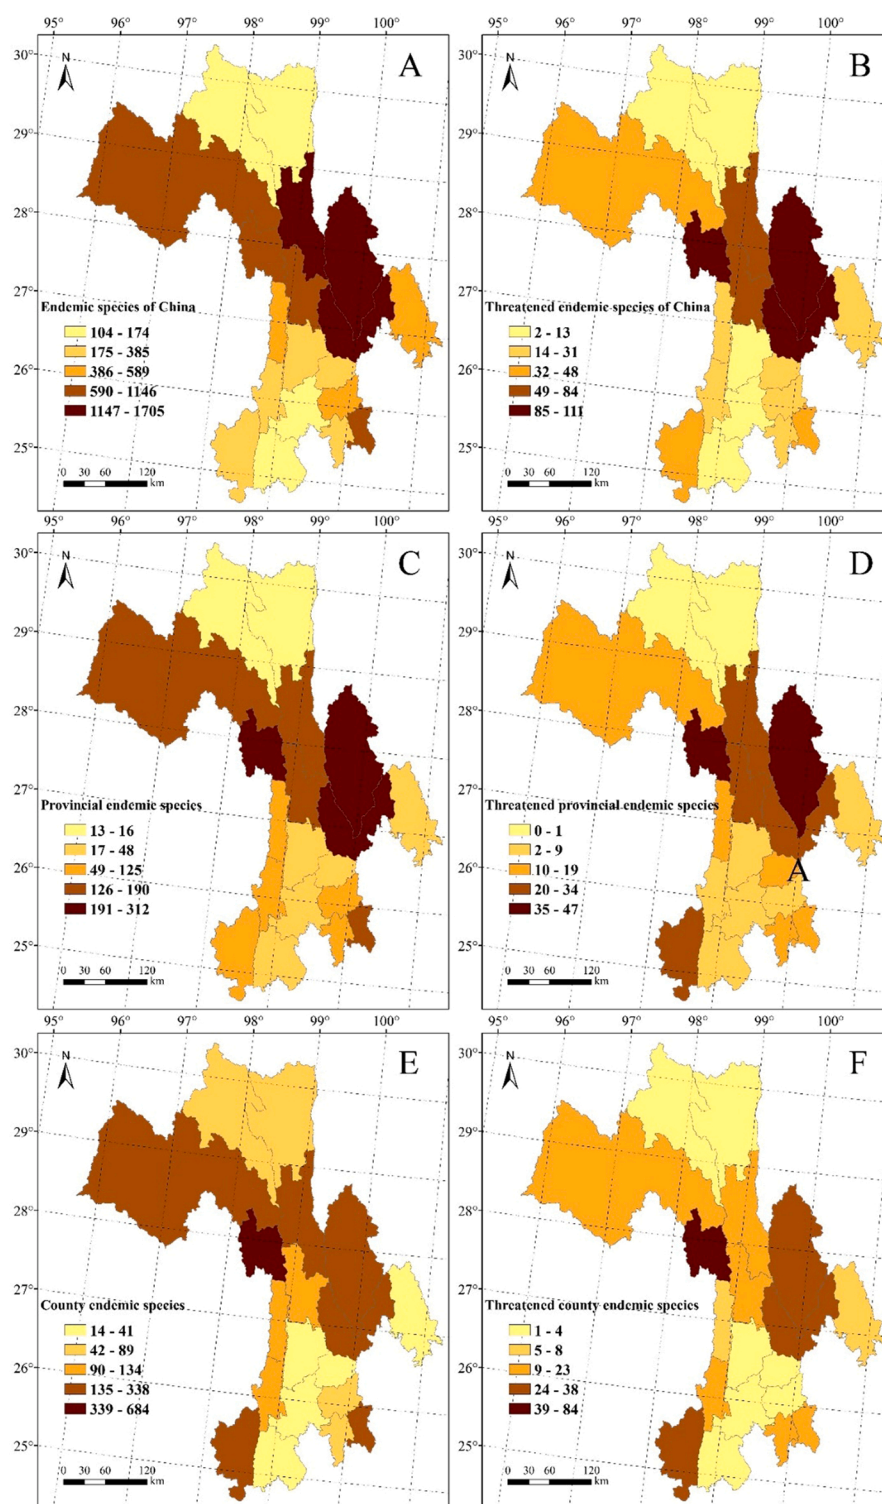 95° 96° 97° 98° 99° 100°
95° 96° 97° 98° 99° 100°
30°
N
A
29°
28°
27°
26°
25°
Endemic species of China
104 - 174
175 - 385
386 - 589
590 - 1146
1147 - 1705
0 30 60 120
km
30°
N
B
29°
28°
27°
26°
25°
Threatened endemic species of China
2 - 13
14 - 31
32 - 48
49 - 84
85 - 111
0 30 60 120
km
95° 96° 97° 98° 99° 100°
95° 96° 97° 98° 99° 100°
30°
N
C
29°
28°
27°
26°
25°
Provincial endemic species
13 - 16
17 - 48
49 - 125
126 - 190
191 - 312
0 30 60 120
km
30°
N
D
29°
28°
27°
26°
25°
Threatened provincial endemic species
0 - 1
2 - 9
10 - 19
20 - 34
35 - 47
A
0 30 60 120
km
95° 96° 97° 98° 99° 100°
95° 96° 97° 98° 99° 100°
30°
N
E
29°
28°
27°
26°
25°
County endemic species
14 - 41
42 - 89
90 - 134
135 - 338
339 - 684
0 30 60 120
km
30°
N
F
29°
28°
27°
26°
25°
Threatened county endemic species
1 - 4
5 - 8
9 - 23
24 - 38
39 - 84
0 30 60 120
km